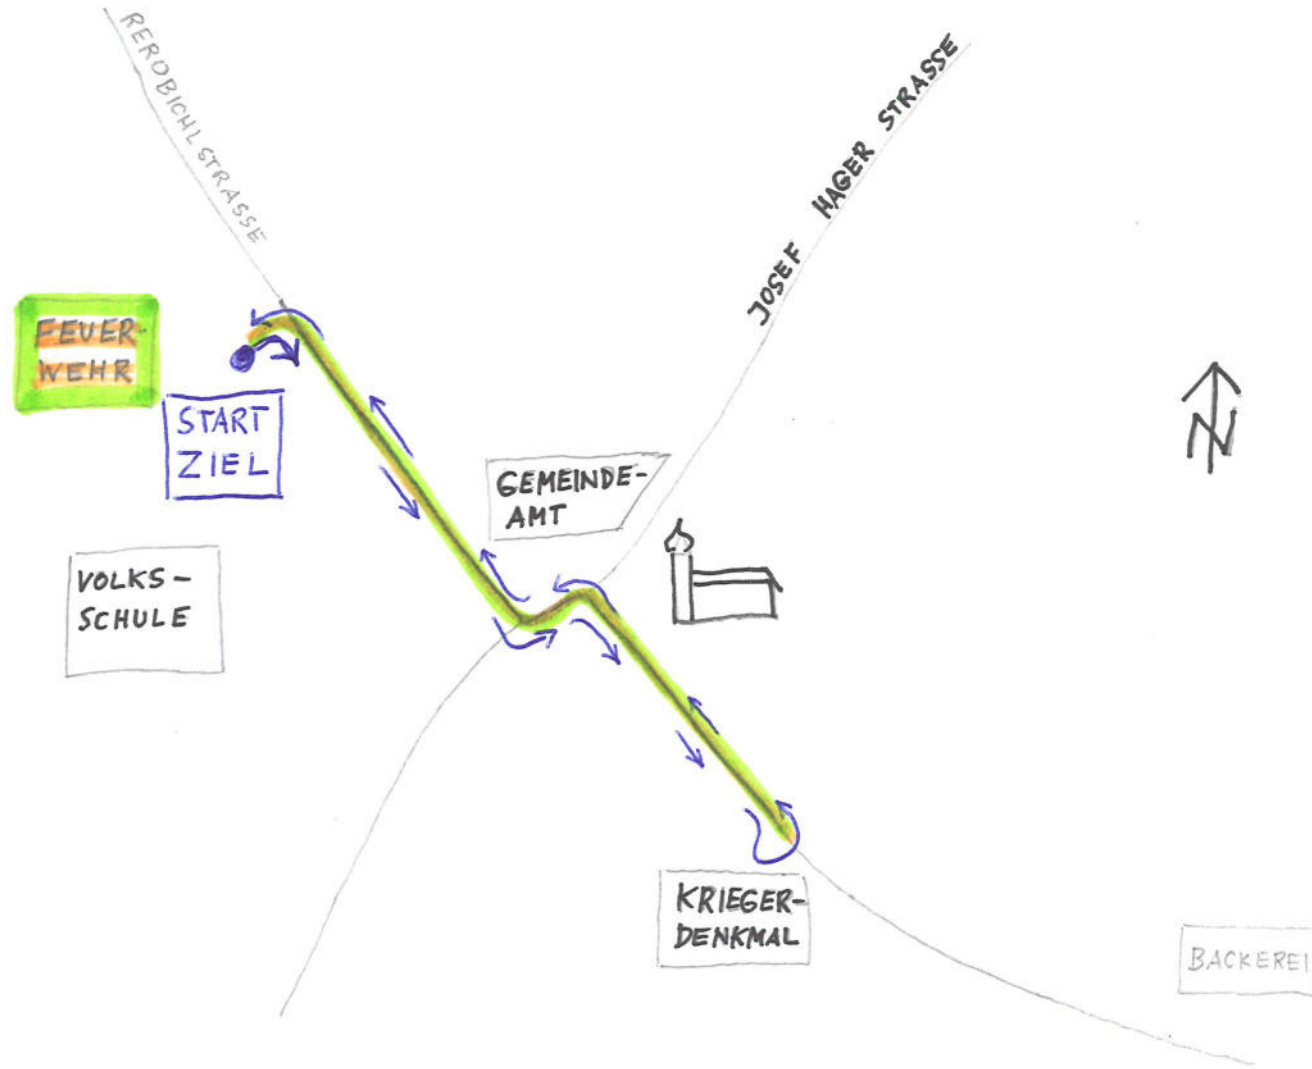 REROBICHLSTRASSE
JOSEF HAGER STRASSE
FEUER-
WEHR
START
ZIEL
GEMEINDE-
AMT
N
VOLKS-
SCHULE
KRIEGER-
DENKMAL
BACKEREI